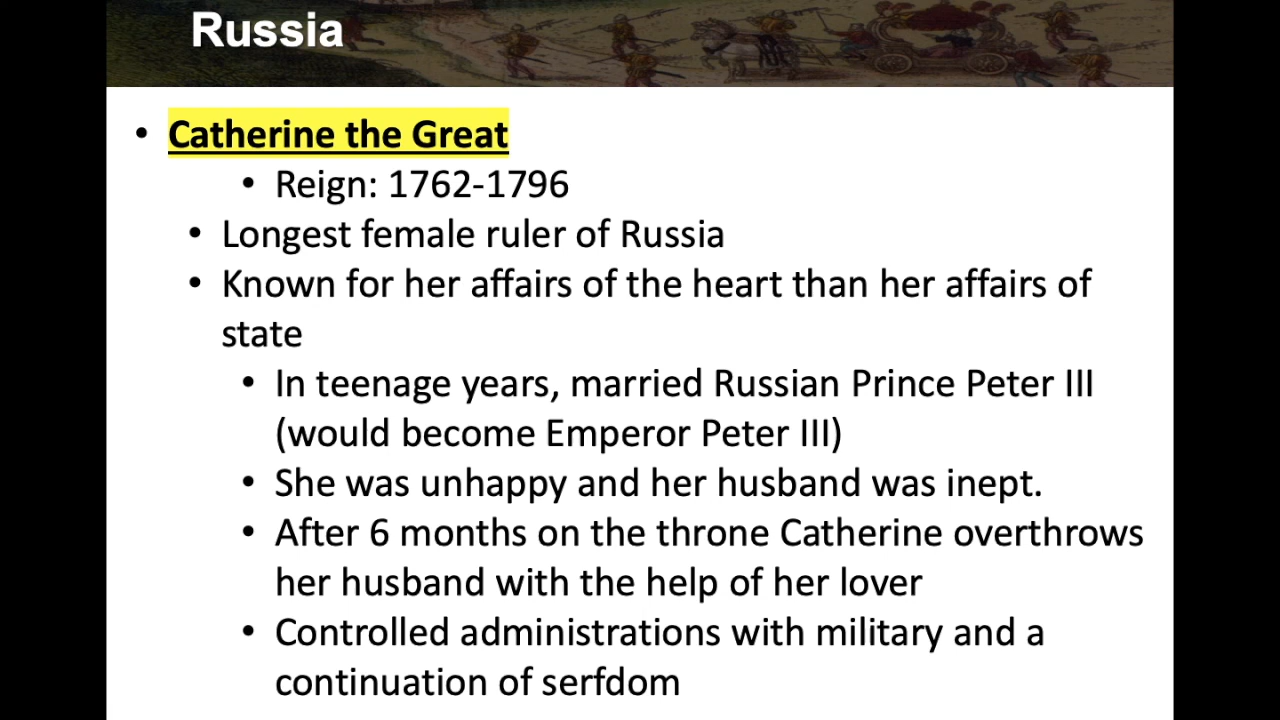 Russia
• Catherine the Great
• Reign: 1762-1796
• Longest female ruler of Russia
• Known for her affairs of the heart than her affairs of
state
• In teenage years, married Russian Prince Peter III
(would become Emperor Peter III)
• She was unhappy and her husband was inept.
• After 6 months on the throne Catherine overthrows
her husband with the help of her lover
• Controlled administrations with military and a
continuation of serfdom